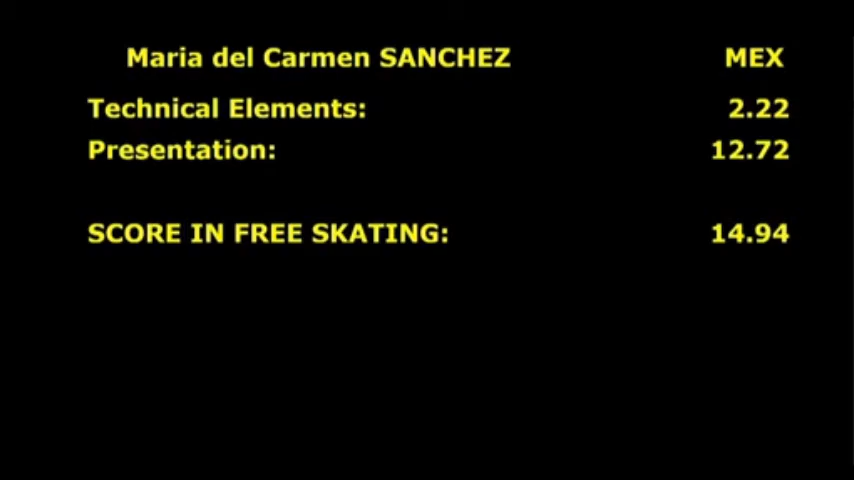 Maria del Carmen SANCHEZ MEX
Technical Elements: 2.22
Presentation: 12.72
SCORE IN FREE SKATING: 14.94